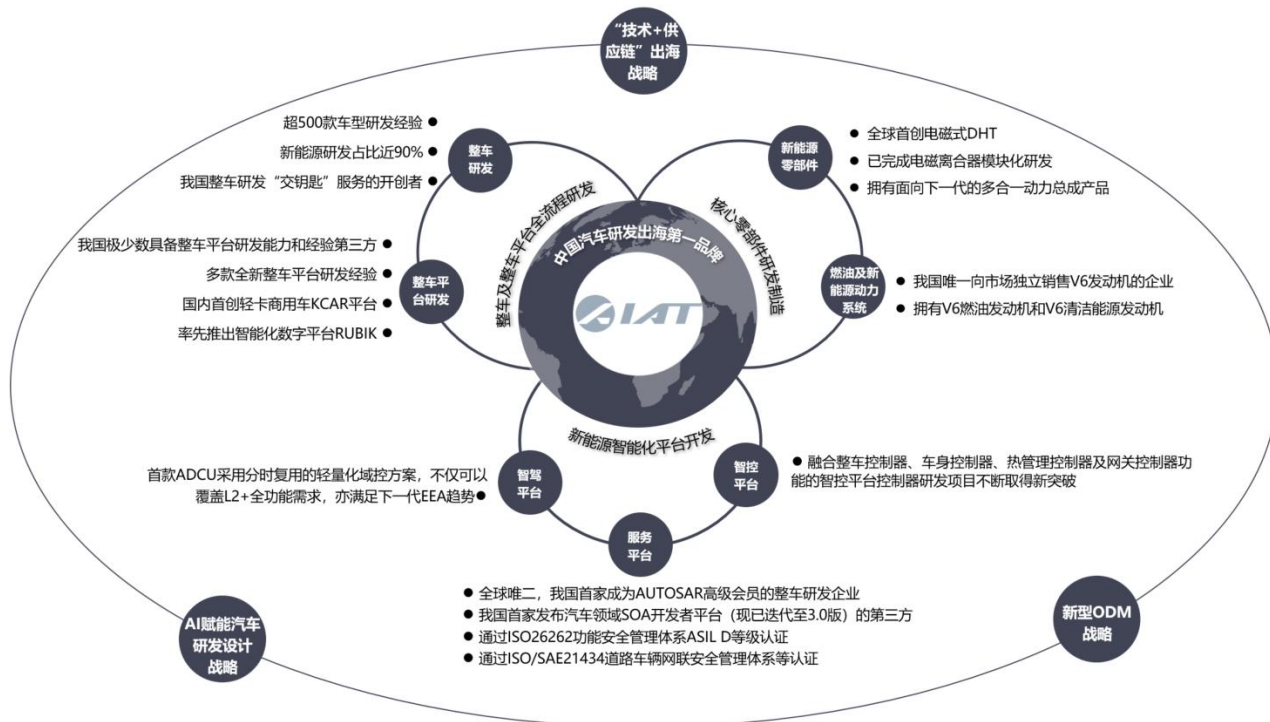 “技术+供
应链”出海
战略
超500款车型研发经验
新能源研发占比近90%
我国整车研发“交钥匙”服务的开创者
整车
研发
新能源
零部件
全球首创电磁式DHT
已完成电磁离合器模块化研发
拥有面向下一代的多合一动力总成产品
整车及整车平台全流程研发
中国汽车研发出海第一品牌
核心零部件研发制造
我国极少数具备整车平台研发能力和经验第三方
多款全新整车平台研发经验
国内首创轻卡商用车KCAR平台
率先推出智能化数字平台RUBIK
整车平
台研发
IAT
燃油及新
能源动力
系统
我国唯一向市场独立销售V6发动机的企业
拥有V6燃油发动机和V6清洁能源发动机
新能源智能化平台开发
首款ADCU采用分时复用的轻量化域控方案，不仅可以
覆盖L2+全功能需求，亦满足下一代EEA趋势
智驾
平台
智控
平台
融合整车控制器、车身控制器、热管理控制器及网关控制器功
能的智控平台控制器研发项目不断取得新突破
服务
平台
全球唯二，我国首家成为AUTOSAR高级会员的整车研发企业
我国首家发布汽车领域SOA开发者平台（现已迭代至3.0版）的第三方
通过ISO26262功能安全管理体系ASIL D等级认证
通过ISO/SAE21434道路车辆网联安全管理体系等认证
AI赋能汽车
研发设计
战略
新型ODM
战略